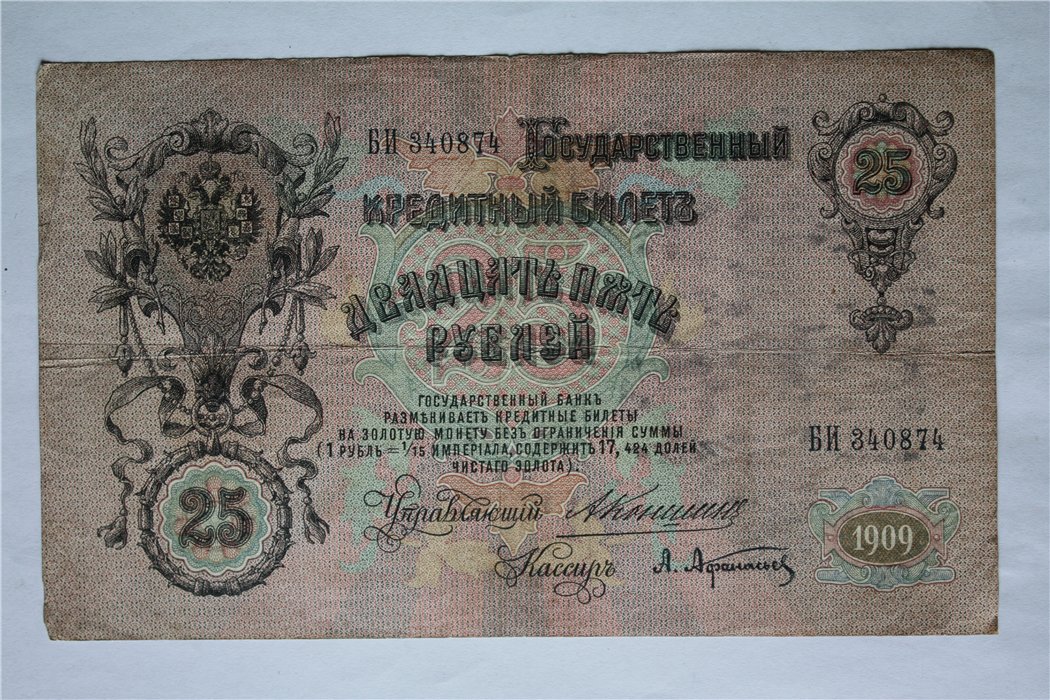 БИ 340874 Государственный 25
КРЕДИТНЫЙ БИЛЕТЪ
25
ДВАДЦАТЬ ПЯТЬ
РУБЛЕЙ
ГОСУДАРСТВЕННЫЙ БАНКЪ
РАЗМѢНИВАЕТЪ КРЕДИТНЫЕ БИЛЕТЫ
НА ЗОЛОТУЮ МОНЕТУ БЕЗЪ ОГРАНИЧЕНІЯ СУММЫ
(1 РУБЛЬ = 1/15 ИМПЕРІАЛА, СОДЕРЖИТЪ 17, 424 ДОЛЕЙ
ЧИСТАГО ЗОЛОТА).
БИ 340874
25
Управляющій А. Коншинъ
Кассиръ А. Афанасьев
1909